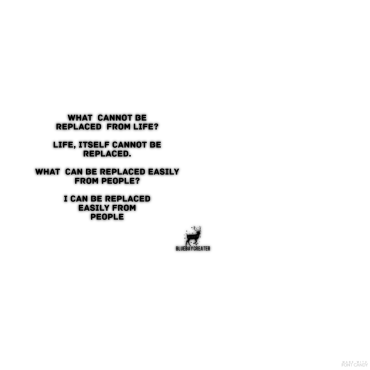 WHAT CANNOT BE
REPLACED FROM LIFE?
LIFE, ITSELF CANNOT BE
REPLACED.
WHAT CAN BE REPLACED EASILY
FROM PEOPLE?
I CAN BE REPLACED
EASILY FROM
PEOPLE
BLUEBAYCREATER